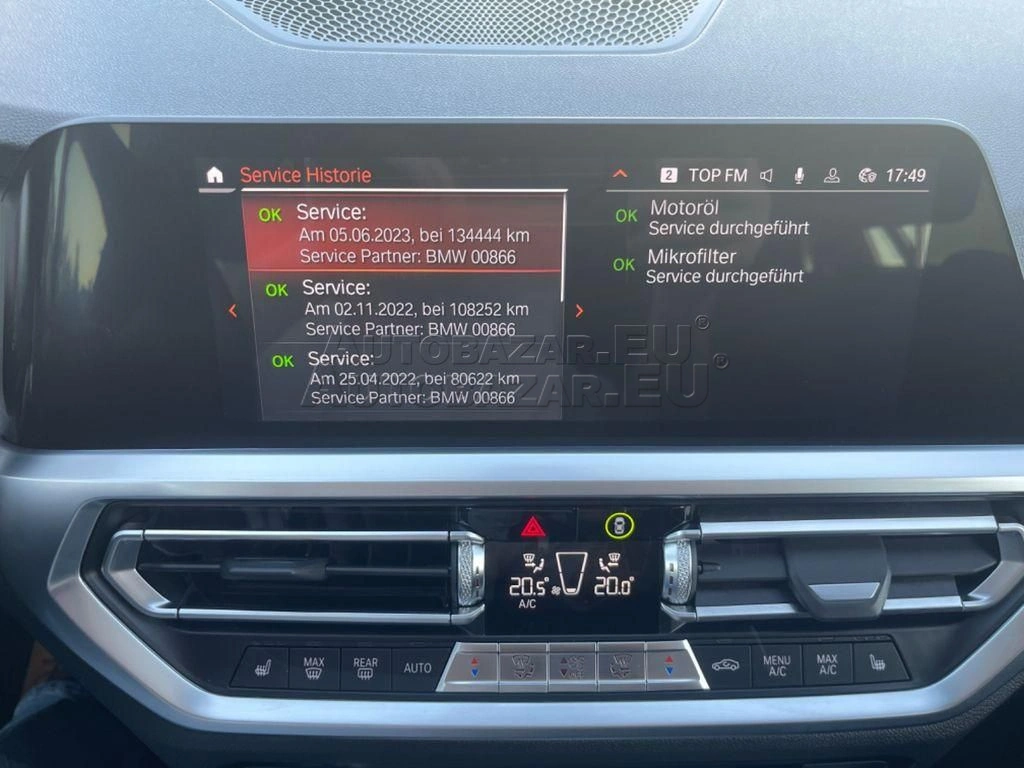 Service Historie
2 TOP FM 17:49
OK Service:
Am 05.06.2023, bei 134444 km
Service Partner: BMW 00866
OK Service:
Am 02.11.2022, bei 108252 km
Service Partner: BMW 00866
OK Service:
Am 25.04.2022, bei 80622 km
Service Partner: BMW 00866
OK Motoröl
Service durchgeführt
OK Mikrofilter
Service durchgeführt
AUTOBAZAR.EU®
AUTOBAZAR.EU®
20.5° 20.0°
A/C
MAX
REAR
AUTO
OFF
MENU
A/C
MAX
A/C